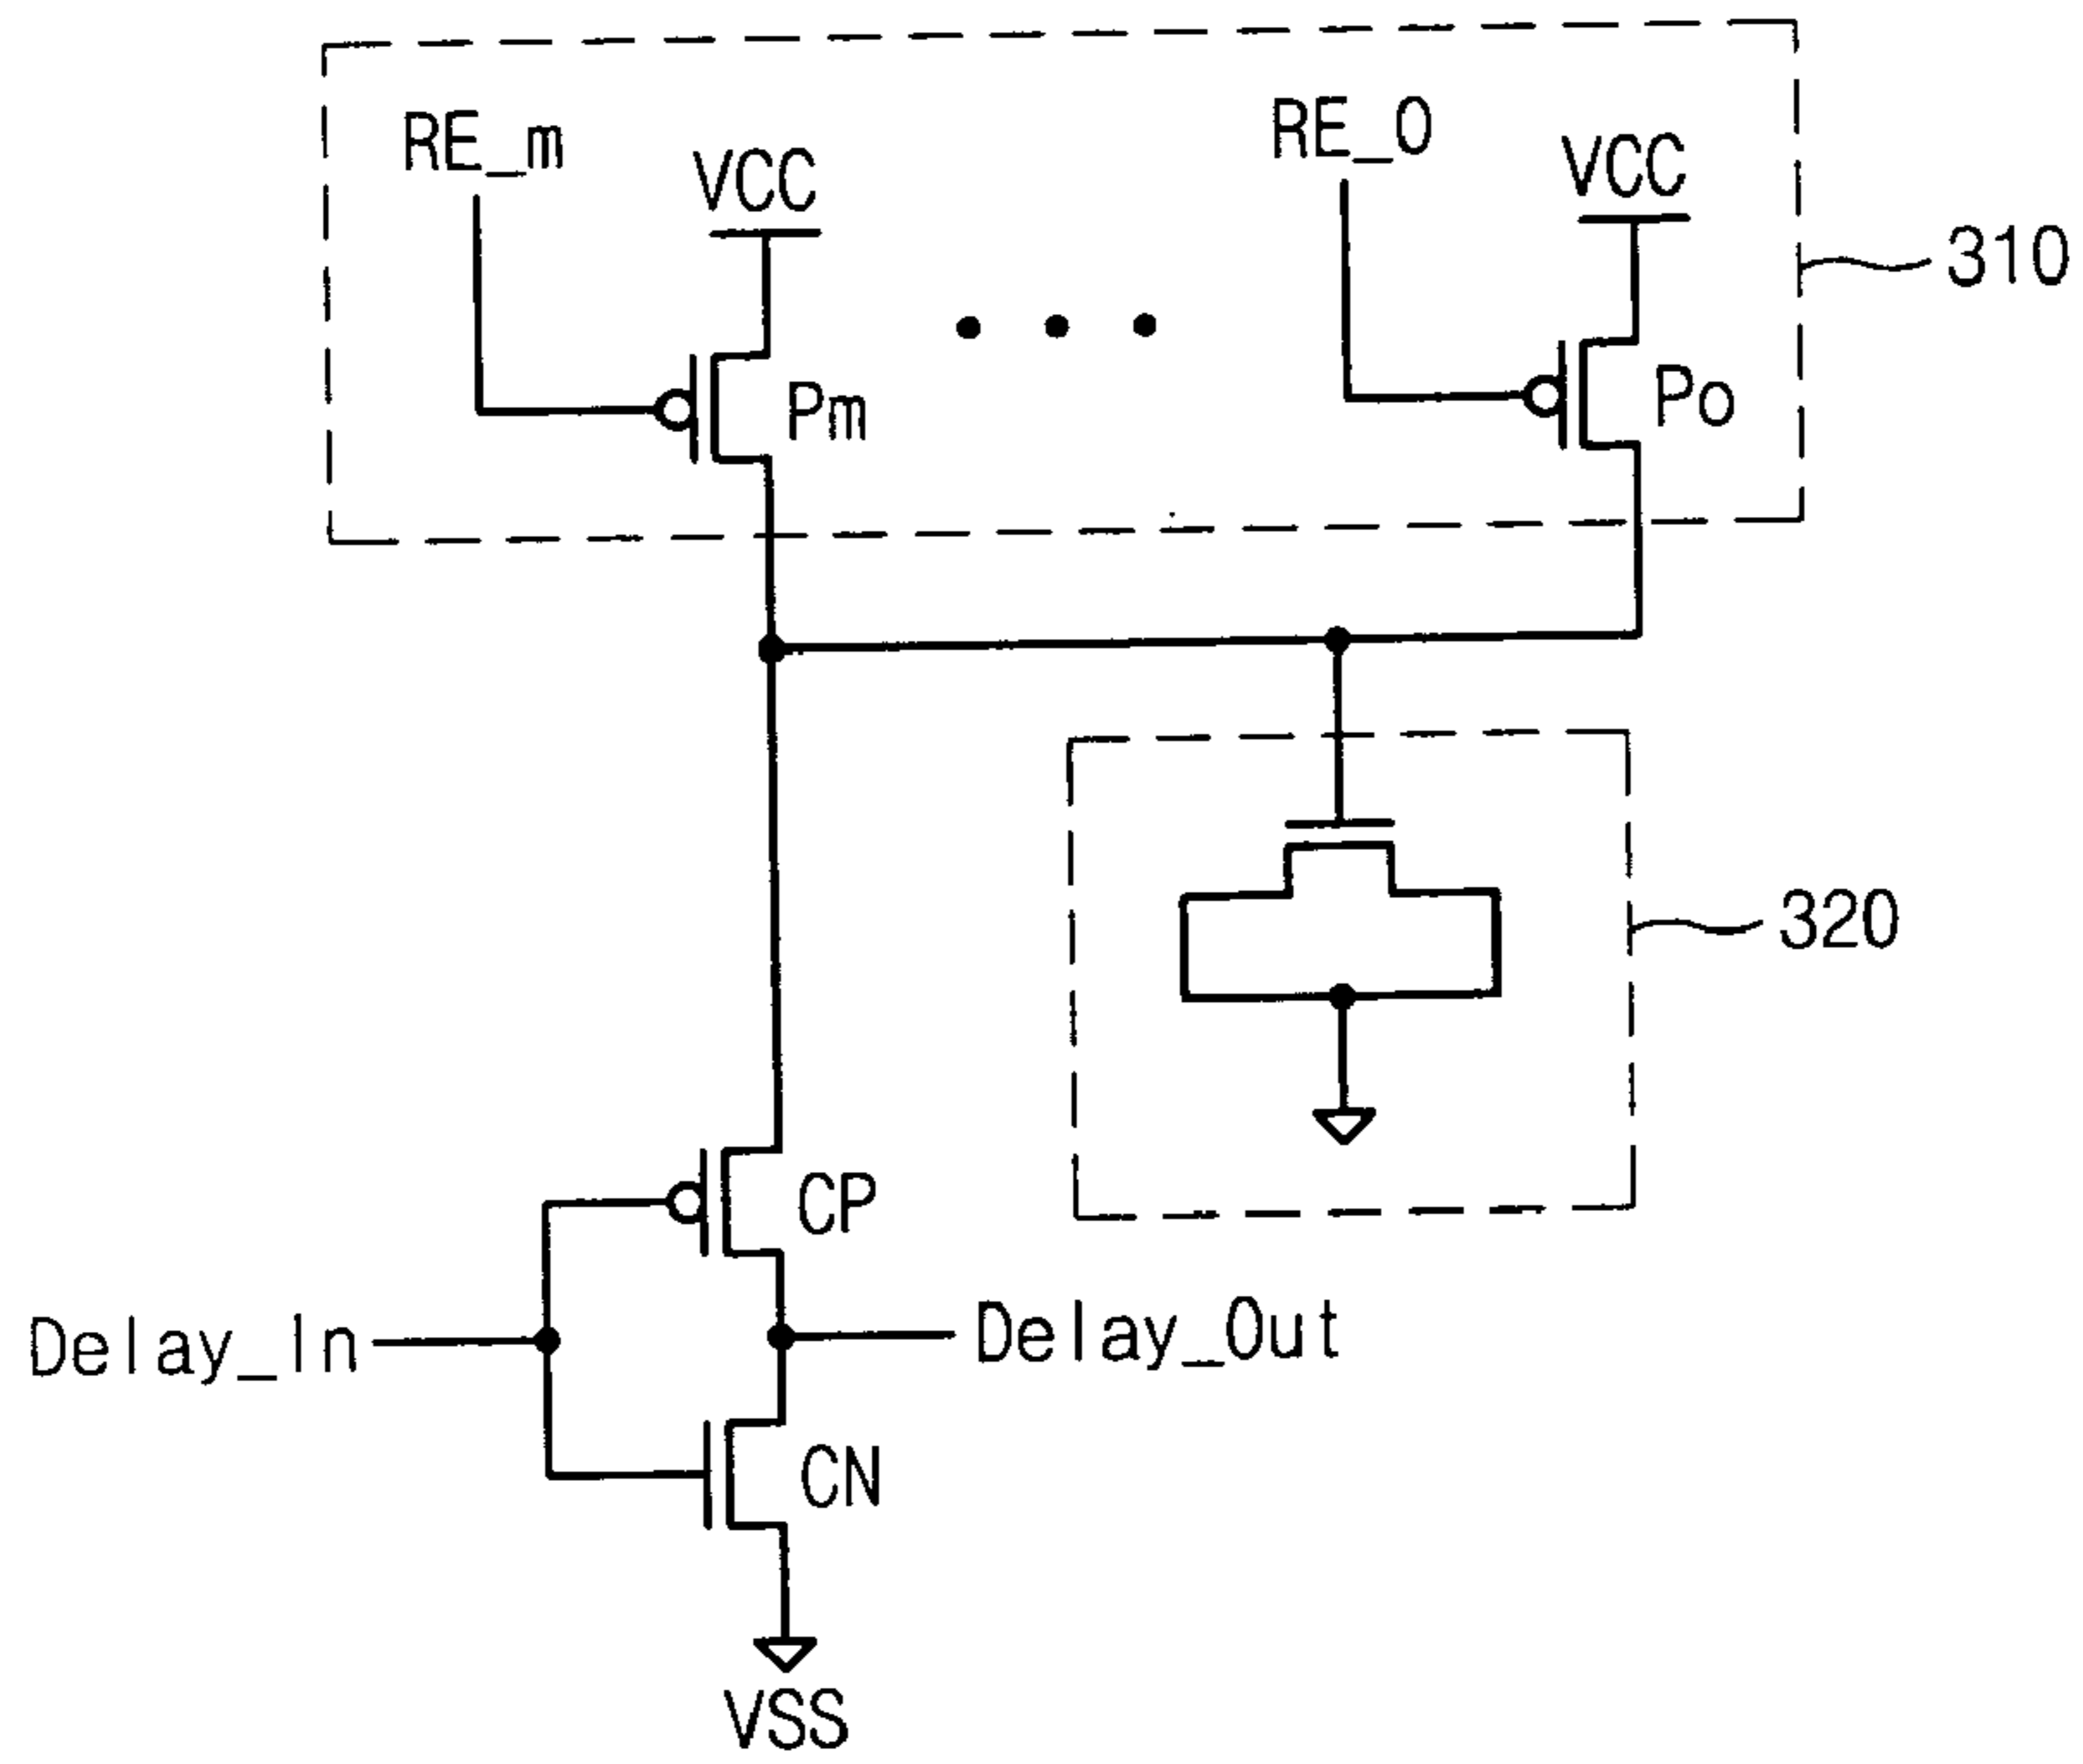 RE_m
VCC
RE_0
VCC
310
Pm
Po
320
CP
Delay_In
Delay_Out
CN
VSS